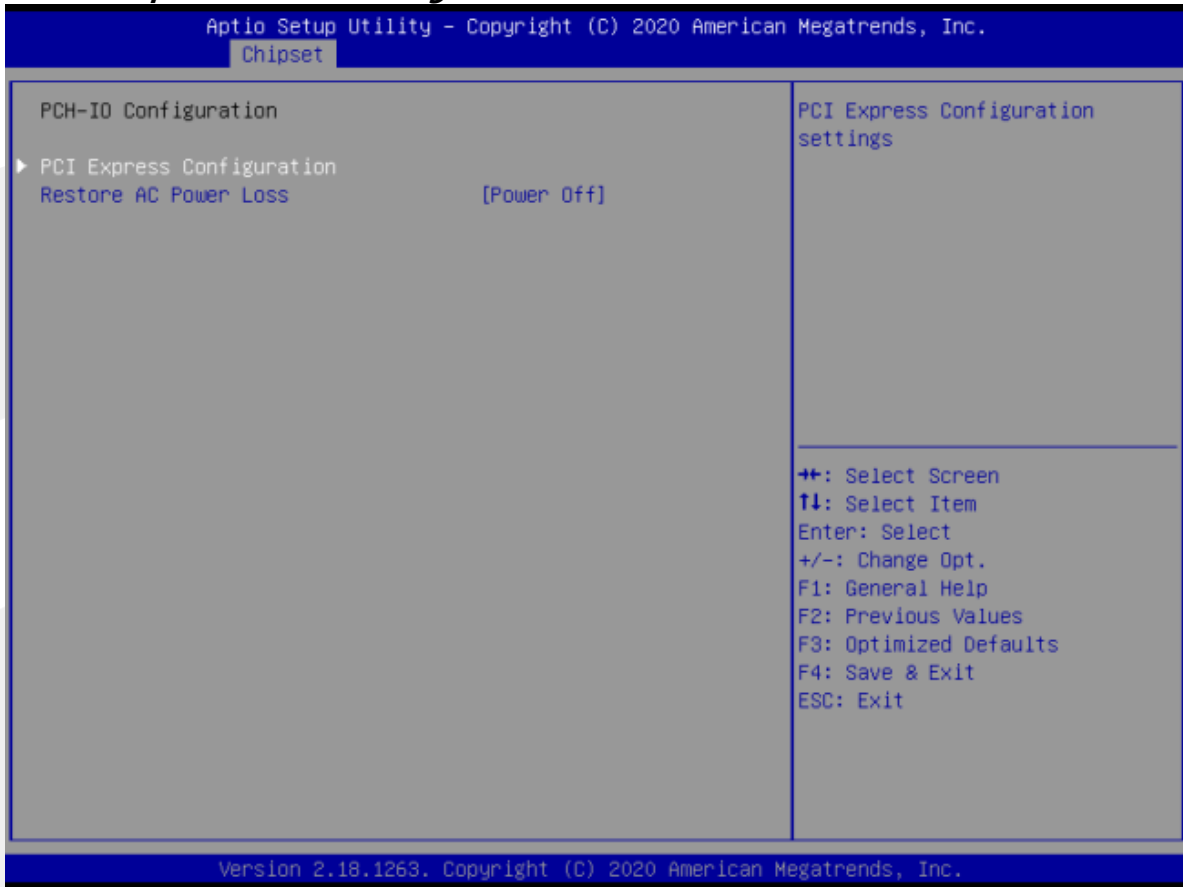 Aptio Setup Utility – Copyright (C) 2020 American Megatrends, Inc.
Chipset
PCH-IO Configuration
PCI Express Configuration
Restore AC Power Loss [Power Off]
PCI Express Configuration
settings
→←: Select Screen
↑↓: Select Item
Enter: Select
+/-: Change Opt.
F1: General Help
F2: Previous Values
F3: Optimized Defaults
F4: Save & Exit
ESC: Exit
Version 2.18.1263. Copyright (C) 2020 American Megatrends, Inc.